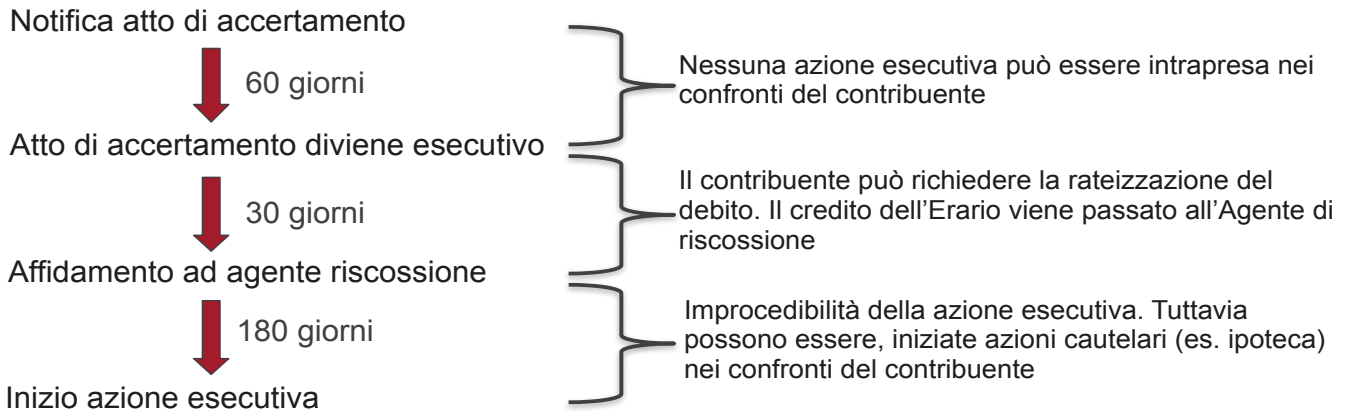 Notifica atto di accertamento
60 giorni
Nessuna azione esecutiva può essere intrapresa nei
confronti del contribuente
Atto di accertamento diviene esecutivo
30 giorni
Il contribuente può richiedere la rateizzazione del
debito. Il credito dell’Erario viene passato all’Agente di
riscossione
Affidamento ad agente riscossione
180 giorni
Improcedibilità della azione esecutiva. Tuttavia
possono essere, iniziate azioni cautelari (es. ipoteca)
nei confronti del contribuente
Inizio azione esecutiva